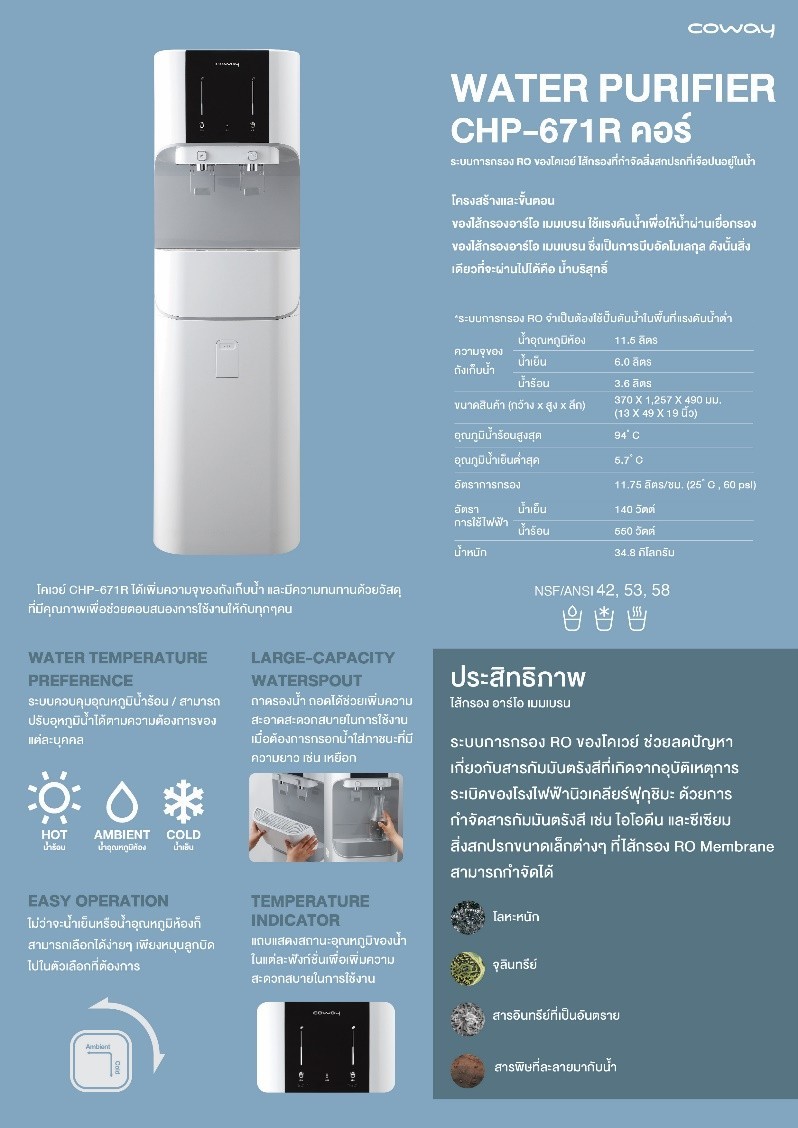 coway
WATER PURIFIER
CHP-671R คอร์
ระบบการกรอง RO ของโคเวย์ ไส้กรองที่กำจัดสิ่งสกปรกที่เจือปนอยู่ในน้ำ
โครงสร้างและขั้นตอน
ของไส้กรองอาร์โอ เมมเบรน ใช้แรงดันน้ำเพื่อให้น้ำผ่านเยื่อกรอง
ของไส้กรองอาร์โอ เมมเบรน ซึ่งเป็นการบีบอัดโมเลกุล ดังนั้นสิ่ง
เดียวที่จะผ่านไปได้คือ น้ำบริสุทธิ์
*ระบบการกรอง RO จำเป็นต้องใช้ปั๊มดันน้ำในพื้นที่แรงดันน้ำต่ำ
ความจุของ
ถังเก็บน้ำ
น้ำอุณหภูมิห้อง 11.5 ลิตร
น้ำเย็น 6.0 ลิตร
น้ำร้อน 3.6 ลิตร
ขนาดสินค้า (กว้าง x สูง x ลึก) 370 X 1,257 X 490 มม.
(13 X 49 X 19 นิ้ว)
อุณภูมิน้ำร้อนสูงสุด 94° C
อุณภูมิน้ำเย็นต่ำสุด 5.7° C
อัตราการกรอง 11.75 ลิตร/ชม. (25° C , 60 psi)
อัตรา
การใช้ไฟฟ้า
น้ำเย็น 140 วัตต์
น้ำร้อน 550 วัตต์
น้ำหนัก 34.8 กิโลกรัม
NSF/ANSI 42, 53, 58
โคเวย์ CHP-671R ได้เพิ่มความจุของถังเก็บน้ำ และมีความทนทานด้วยวัสดุ
ที่มีคุณภาพเพื่อช่วยตอบสนองการใช้งานให้กับทุกๆคน
WATER TEMPERATURE
PREFERENCE
ระบบควบคุมอุณหภูมิน้ำร้อน / สามารถ
ปรับอุหภูมิน้ำได้ตามความต้องการของ
แต่ละบุคคล
HOT
น้ำร้อน
AMBIENT
น้ำอุณหภูมิห้อง
COLD
น้ำเย็น
LARGE-CAPACITY
WATERSPOUT
ถาดรองน้ำ ถอดได้ช่วยเพิ่มความ
สะอาดสะดวกสบายในการใช้งาน
เมื่อต้องการกรอกน้ำใส่ภาชนะที่มี
ความยาว เช่น เหยือก
EASY OPERATION
ไม่ว่าจะน้ำเย็นหรือน้ำอุณหภูมิห้องก็
สามารถเลือกได้ง่ายๆ เพียงหมุนลูกบิด
ไปในตัวเลือกที่ต้องการ
Ambient
Cold
TEMPERATURE
INDICATOR
แถบแสดงสถานะอุณหภูมิของน้ำ
ในแต่ละฟังก์ชั่นเพื่อเพิ่มความ
สะดวกสบายในการใช้งาน
coway
ประสิทธิภาพ
ไส้กรอง อาร์โอ เมมเบรน
ระบบการกรอง RO ของโคเวย์ ช่วยลดปัญหา
เกี่ยวกับสารกัมมันตรังสีที่เกิดจากอุบัติเหตุการ
ระเบิดของโรงไฟฟ้านิวเคลียร์ฟุกุชิมะ ด้วยการ
กำจัดสารกัมมันตรังสี เช่น ไอโอดีน และซีเซียม
สิ่งสกปรกขนาดเล็กต่างๆ ที่ไส้กรอง RO Membrane
สามารถกำจัดได้
โลหะหนัก
จุลินทรีย์
สารอินทรีย์ที่เป็นอันตราย
สารพิษที่ละลายมากับน้ำ